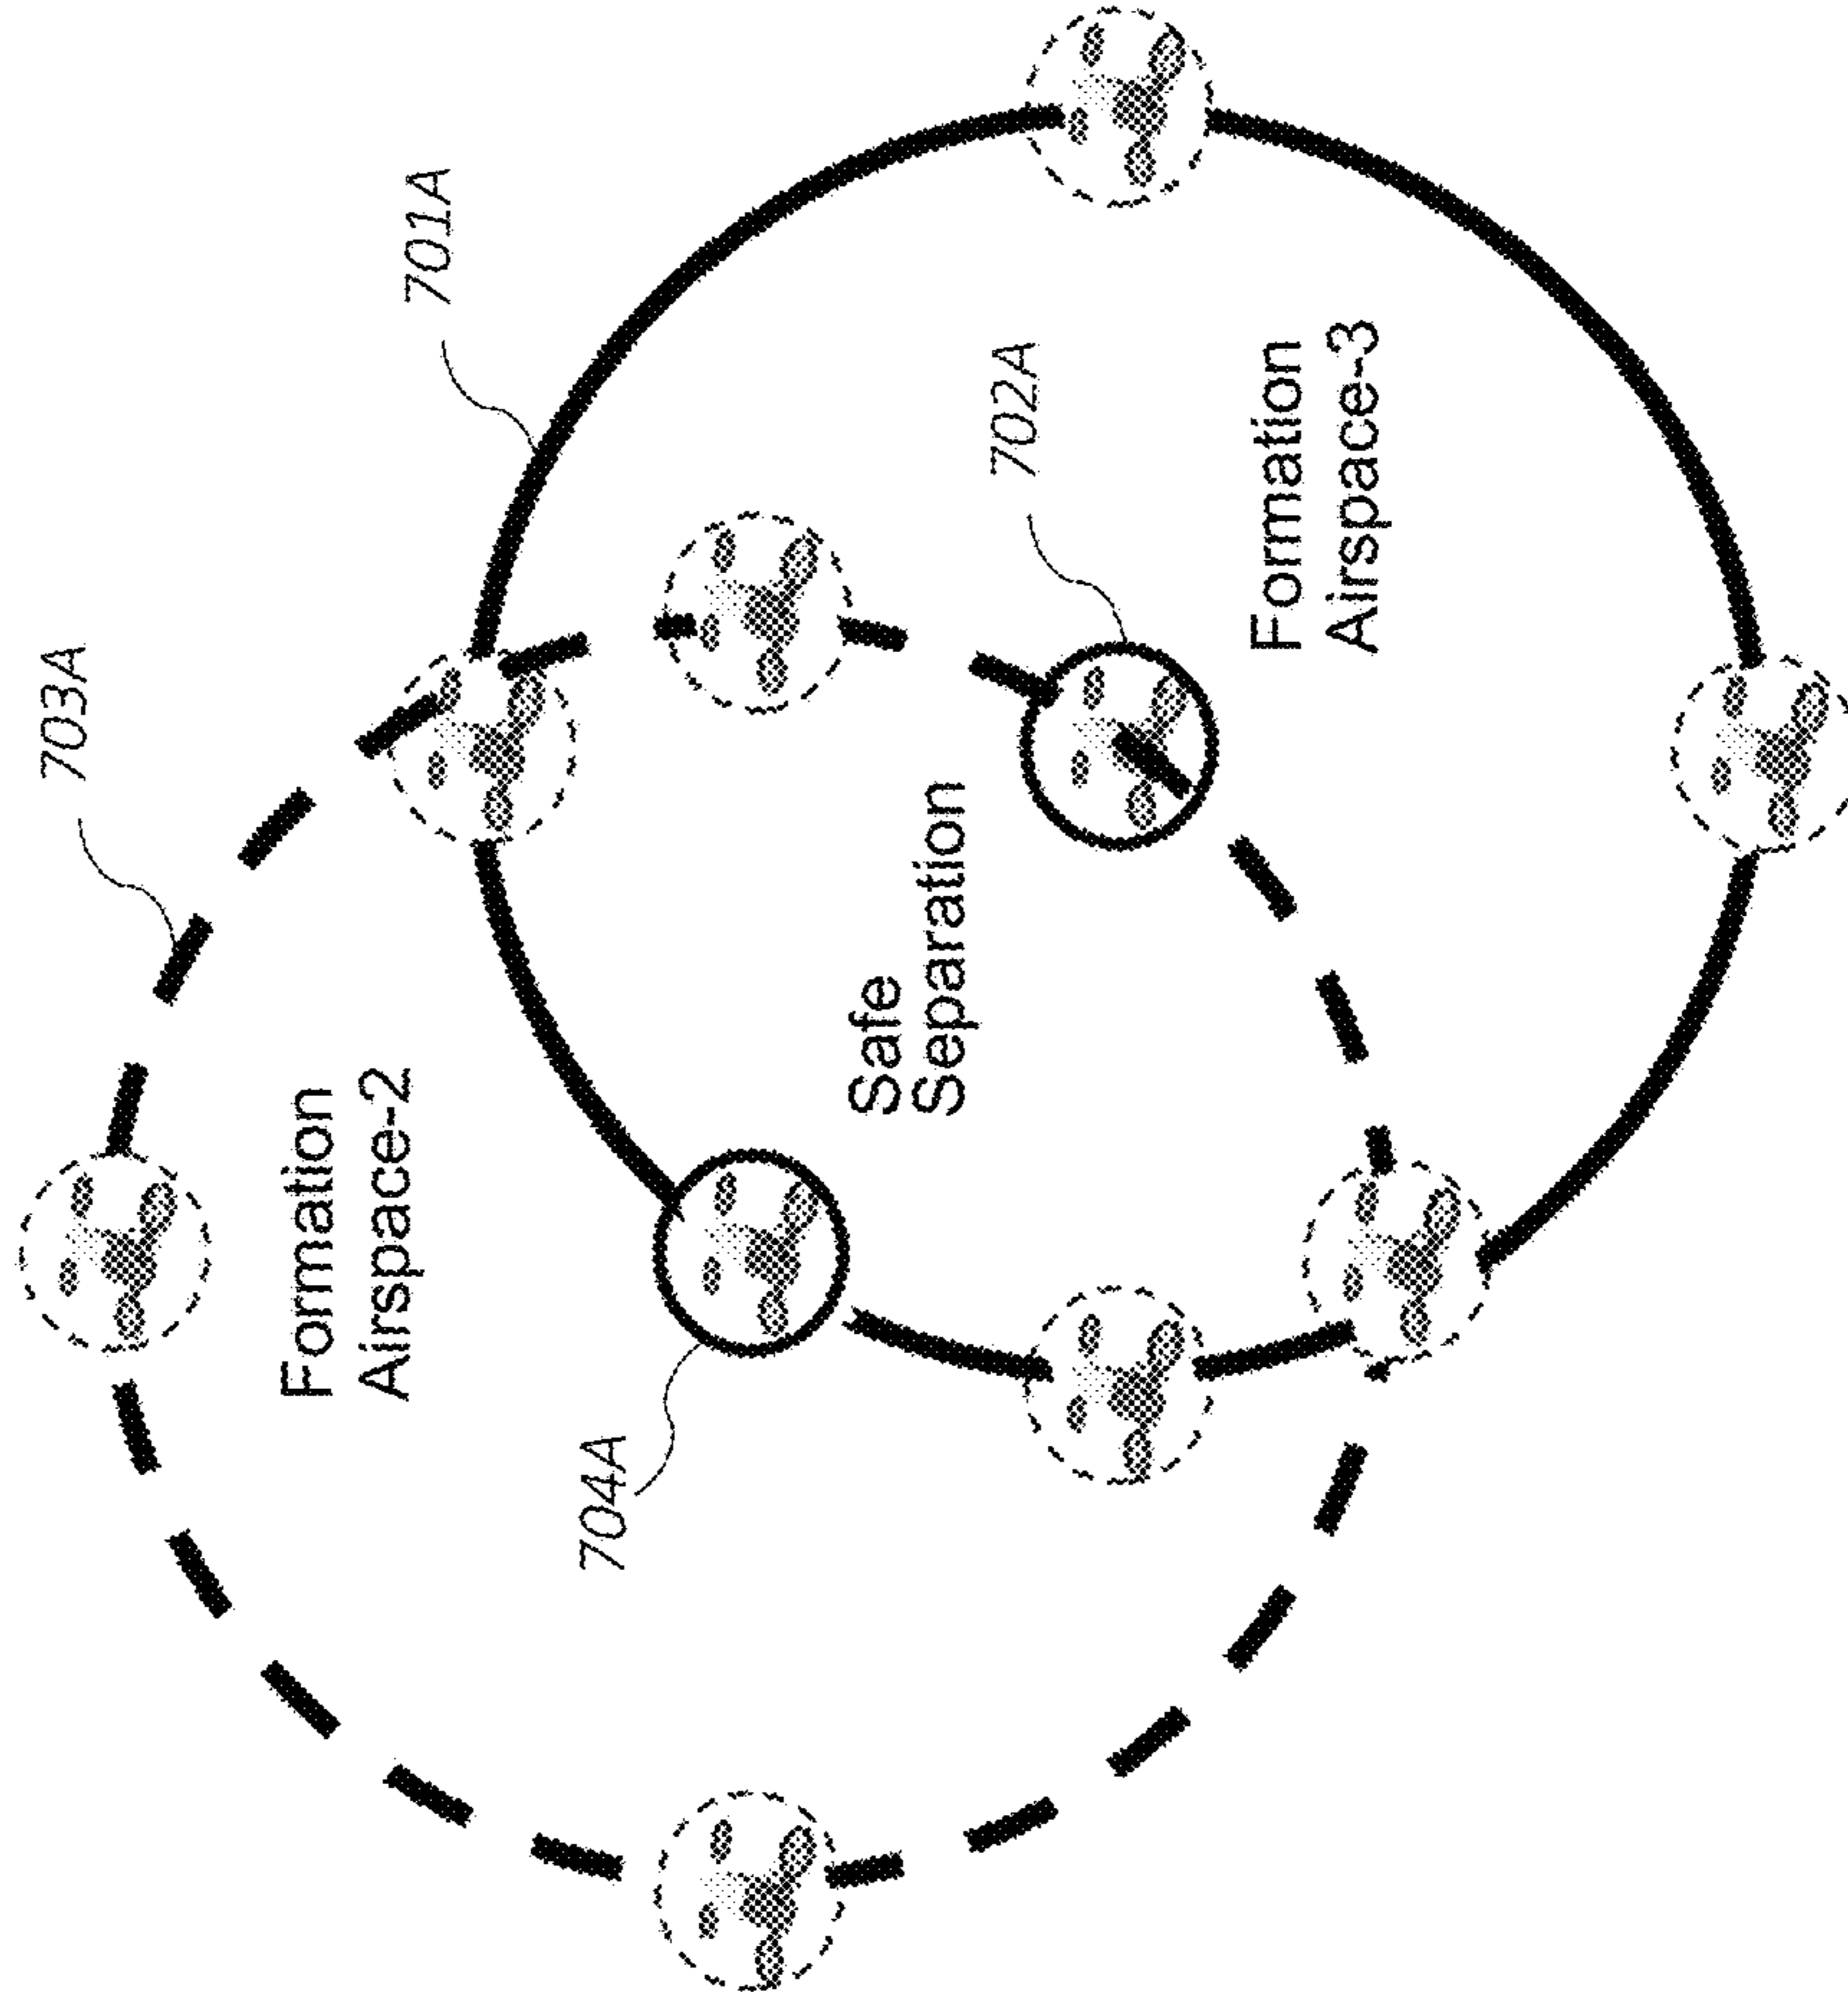 703A
Formation
Airspace-2
701A
704A
Safe
Separation
702A
Formation
Airspace-3